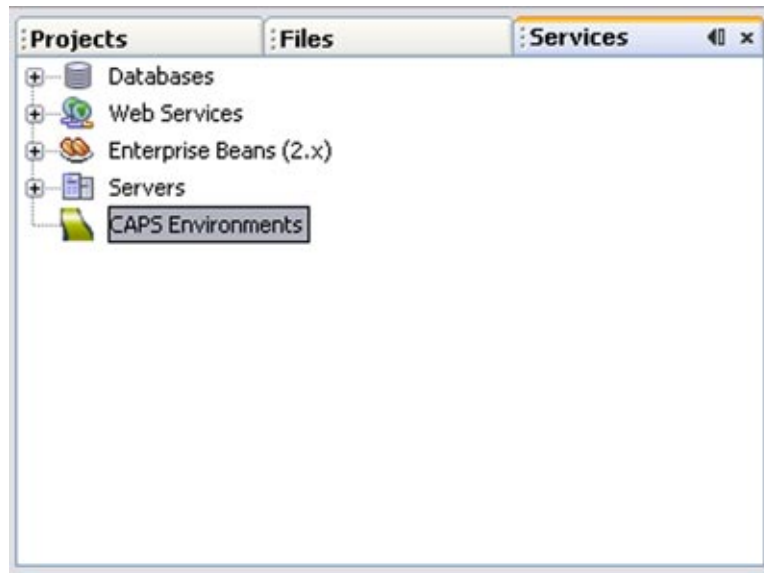 Projects Files Services
Databases
Web Services
Enterprise Beans (2.x)
Servers
CAPS Environments